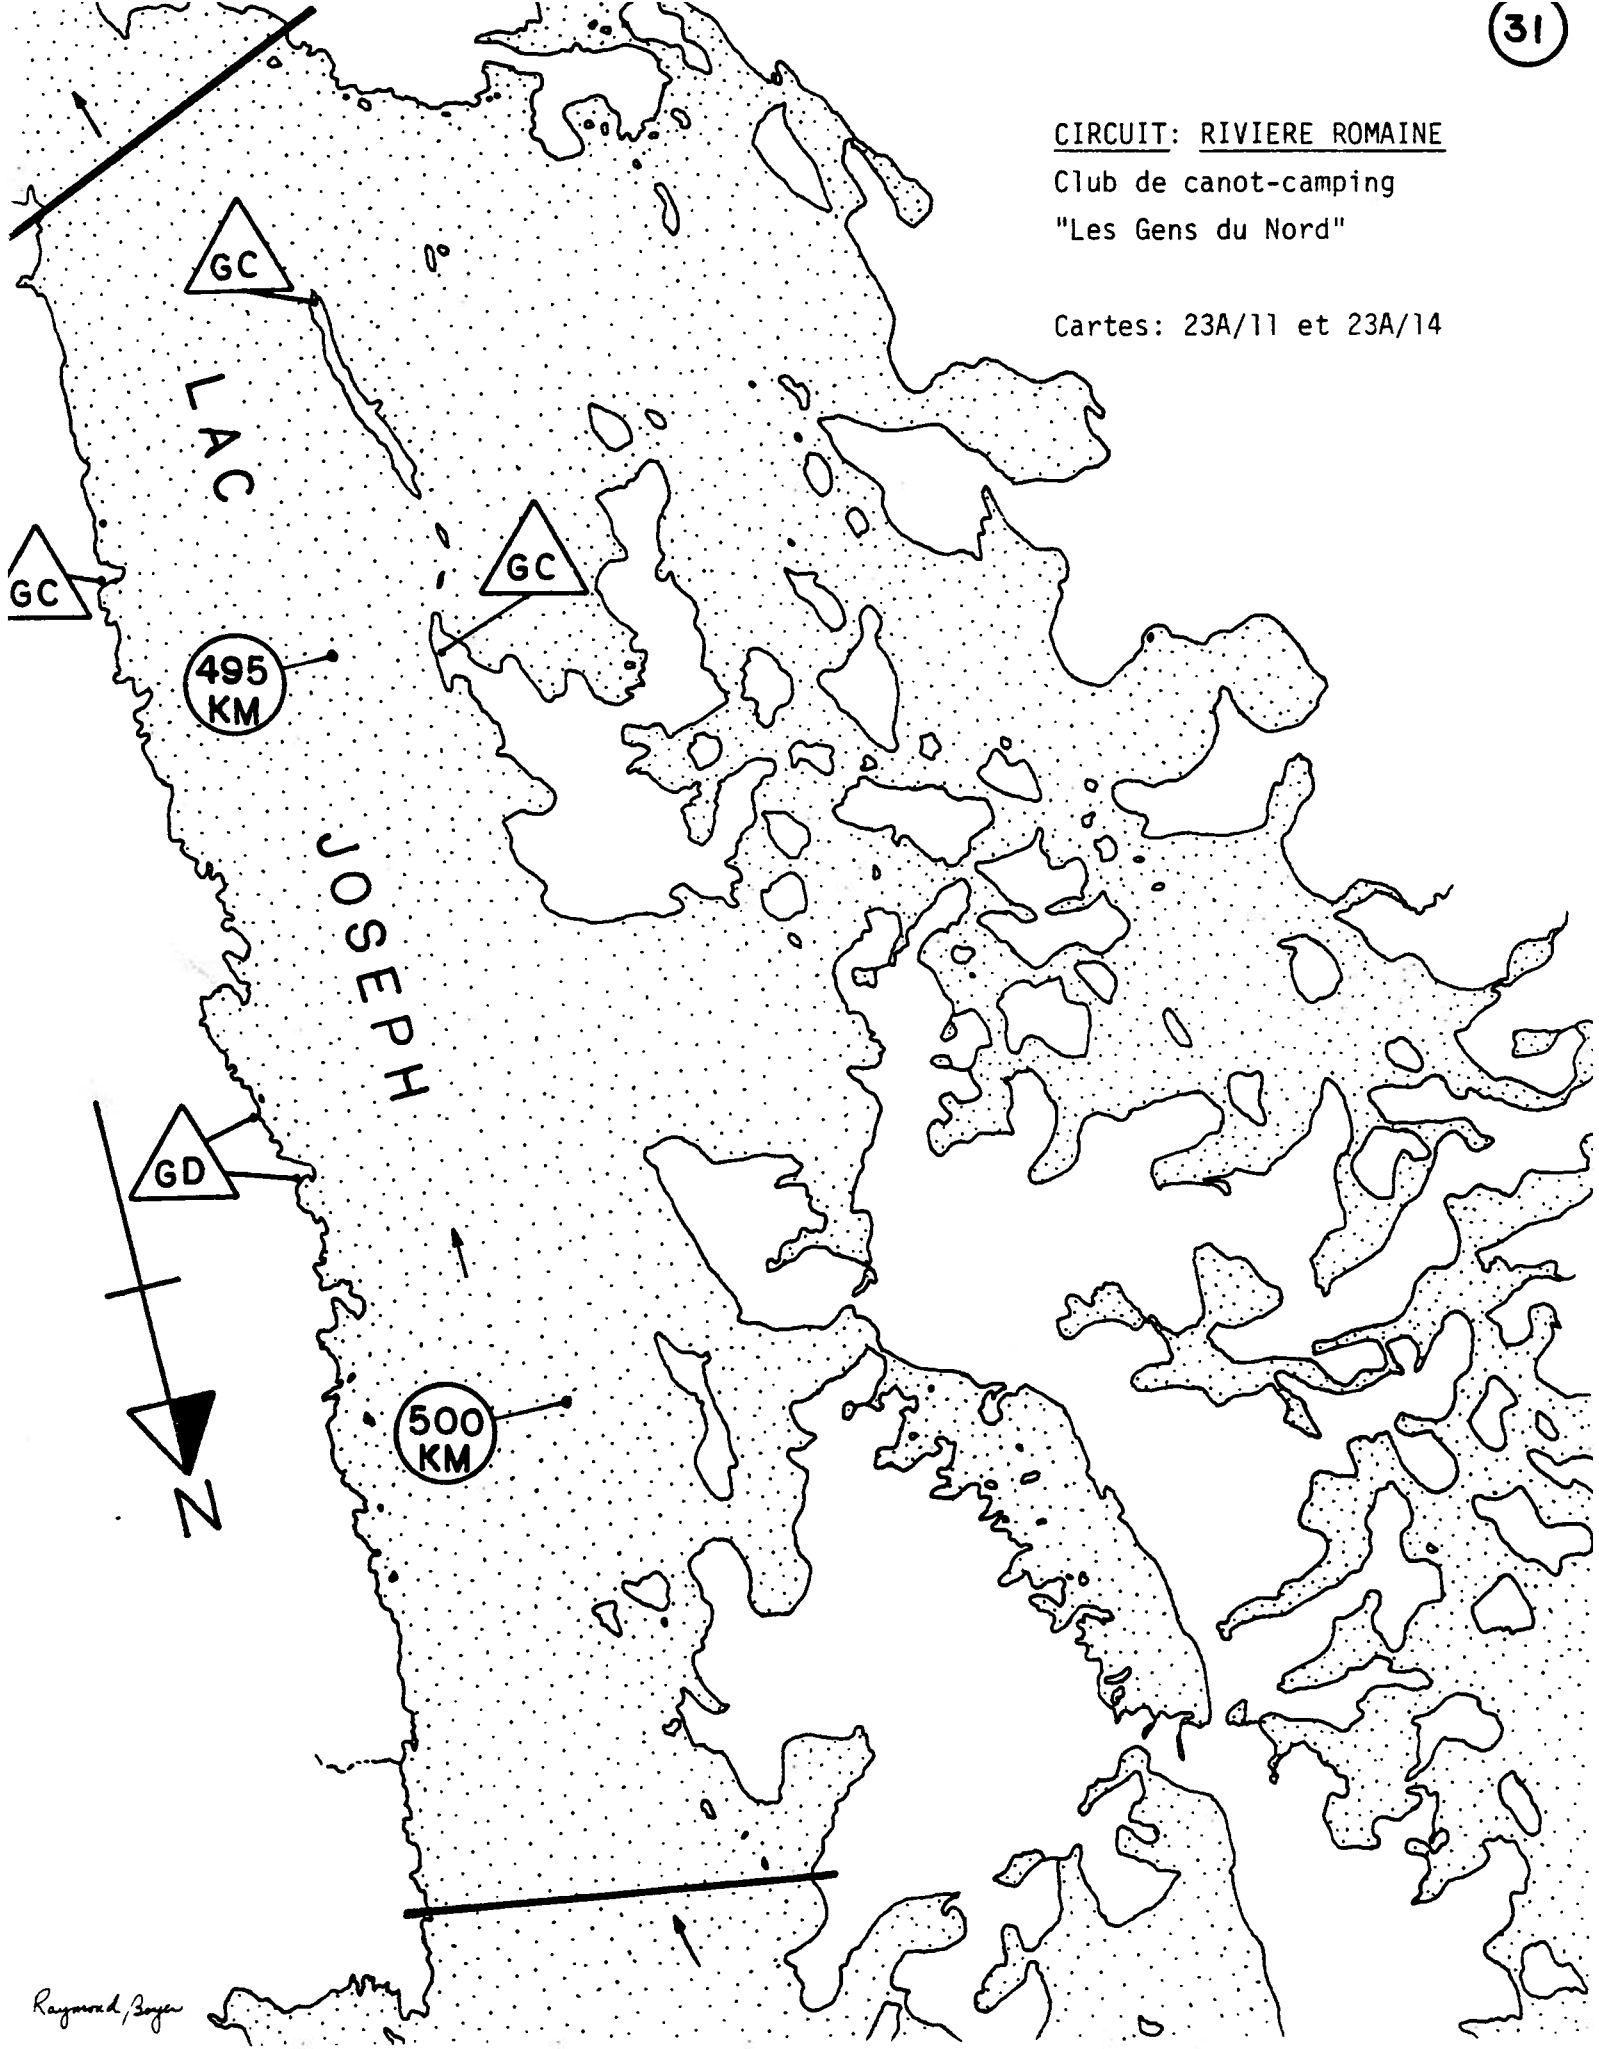 31
CIRCUIT: RIVIERE ROMAINE
Club de canot-camping
"Les Gens du Nord"
Cartes: 23A/11 et 23A/14
GC
LAC
GC
GC
495
KM
JOSEPH
GD
500
KM
N
Raymond Boyer